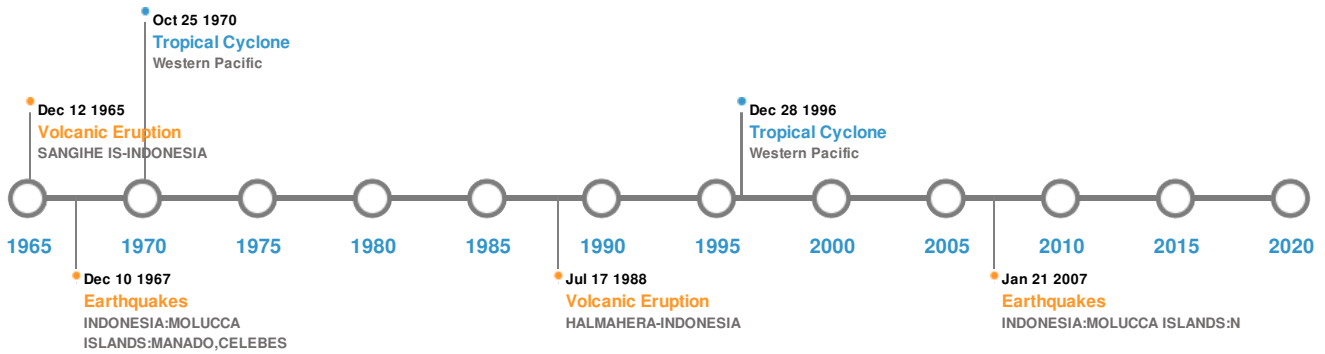 Oct 25 1970
Tropical Cyclone
Western Pacific
Dec 12 1965
Volcanic Eruption
SANGIHE IS-INDONESIA
Dec 28 1996
Tropical Cyclone
Western Pacific
1965 1970 1975 1980 1985 1990 1995 2000 2005 2010 2015 2020
Dec 10 1967
Earthquakes
INDONESIA:MOLUCCA
ISLANDS:MANADO,CELEBES
Jul 17 1988
Volcanic Eruption
HALMAHERA-INDONESIA
Jan 21 2007
Earthquakes
INDONESIA:MOLUCCA ISLANDS:N